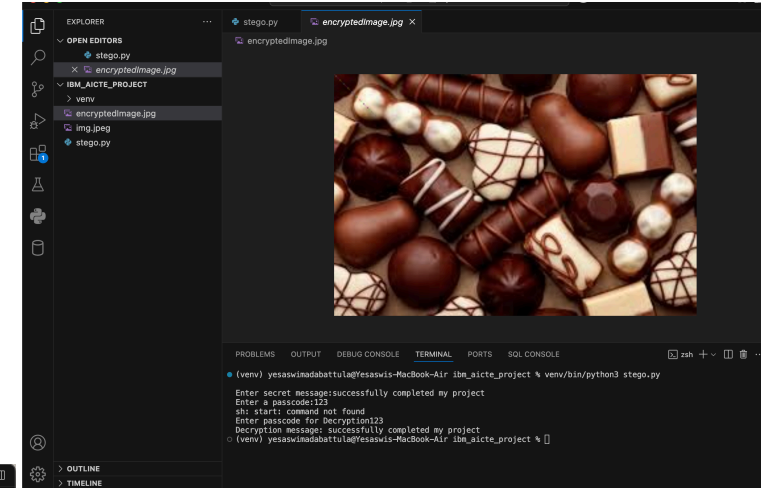 EXPLORER
OPEN EDITORS
stego.py
encryptedImage.jpg
IBM_AICTE_PROJECT
venv
encryptedImage.jpg
img.jpeg
stego.py
1
OUTLINE
TIMELINE
stego.py encryptedImage.jpg
encryptedImage.jpg
PROBLEMS OUTPUT DEBUG CONSOLE TERMINAL PORTS SQL CONSOLE zsh
(venv) yesaswimadabattula@Yesaswis-MacBook-Air ibm_aicte_project % venv/bin/python3 stego.py
Enter secret message:successfully completed my project
Enter a passcode:123
sh: start: command not found
Enter passcode for Decryption123
Decryption message: successfully completed my project
(venv) yesaswimadabattula@Yesaswis-MacBook-Air ibm_aicte_project %